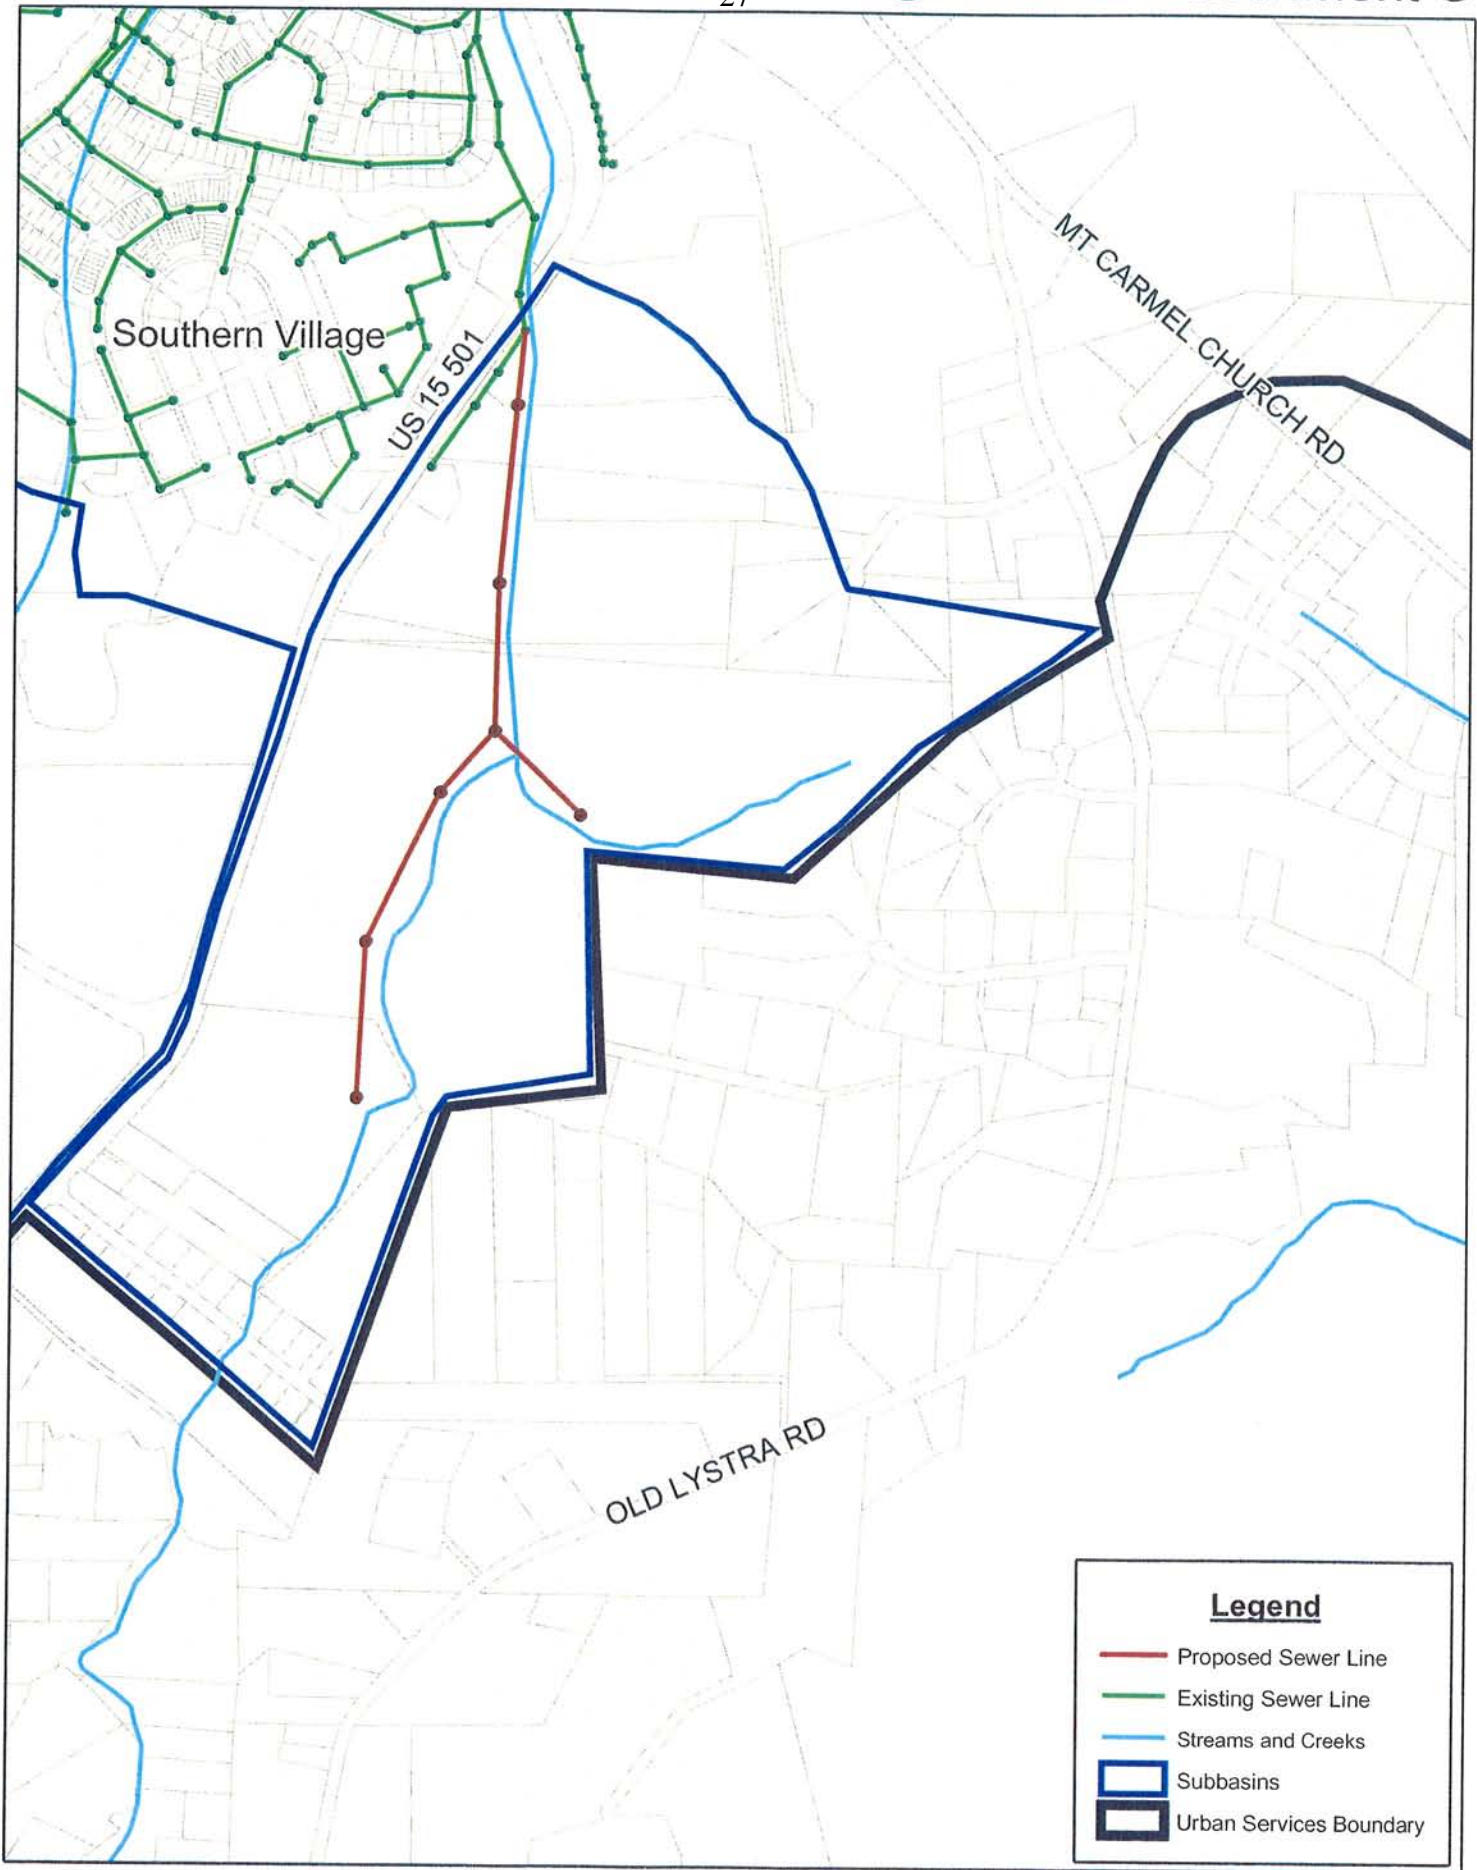 27
Southern Village
US 15 501
MT CARMEL CHURCH RD
OLD LYSTRA RD
Legend
Proposed Sewer Line
Existing Sewer Line
Streams and Creeks
Subbasins
Urban Services Boundary